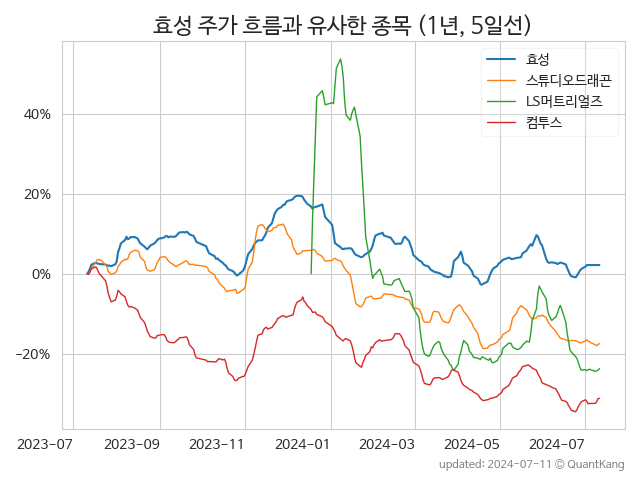 효성 주가 흐름과 유사한 종목 (1년, 5일선)
효성
스튜디오드래곤
LS머트리얼즈
컴투스
40%
20%
0%
−20%
2023-07 2023-09 2023-11 2024-01 2024-03 2024-05 2024-07
updated: 2024-07-11 © QuantKang